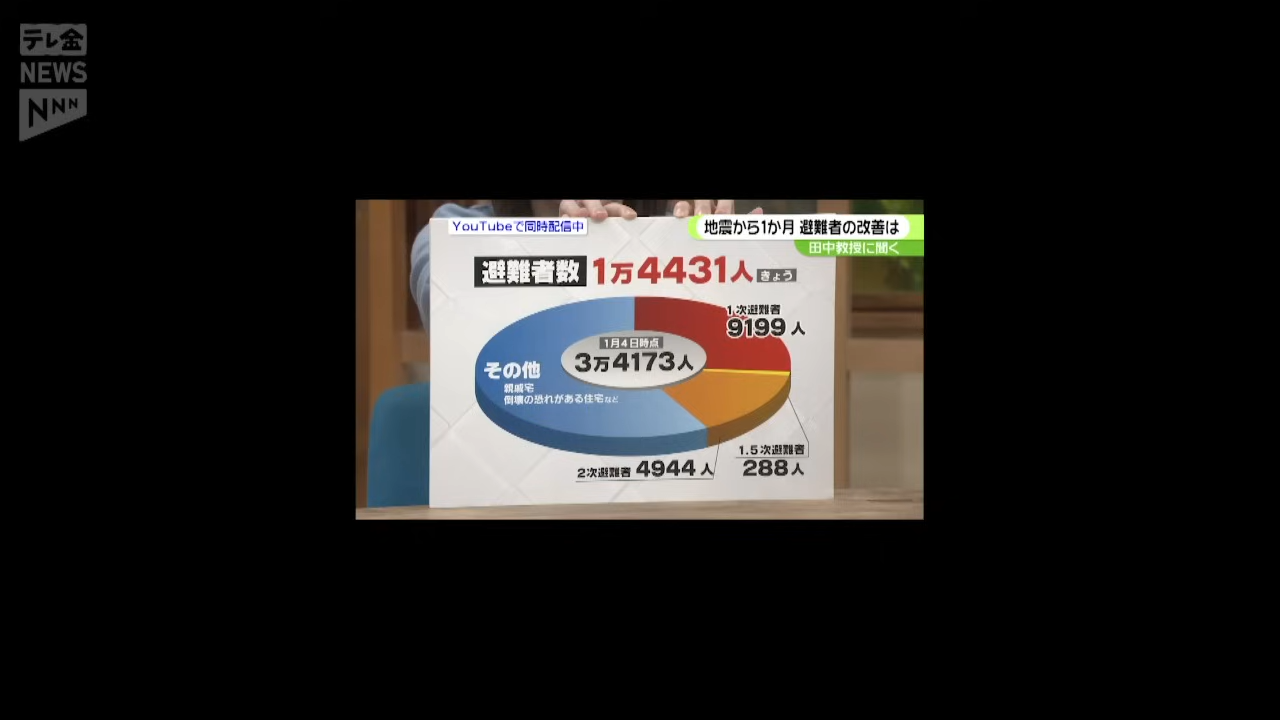 テレ金
NEWS
NNN
YouTubeで同時配信中
地震から1か月 避難者の改善は
田中教授に聞く
避難者数 1万4431人 きょう
1次避難者
9199人
1月4日時点
3万4173人
その他
親戚宅
倒壊の恐れがある住宅など
1.5次避難者
288人
2次避難者 4944人